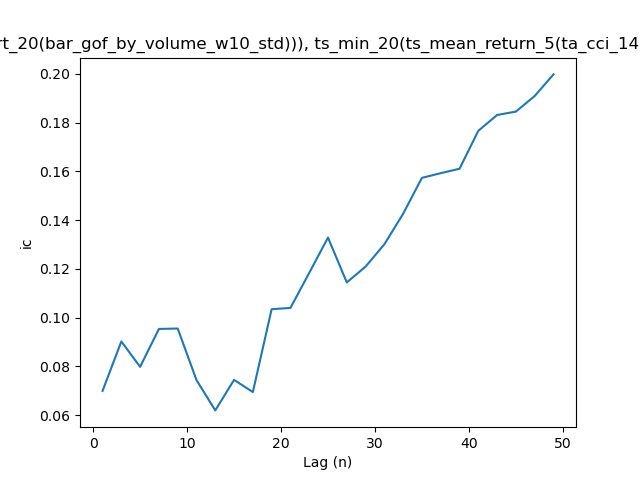 rt_20(bar_gof_by_volume_w10_std))), ts_min_20(ts_mean_return_5(ta_cci_14
0.20
0.18
0.16
0.14
0.12
0.10
0.08
0.06
ic
0 10 20 30 40 50
Lag (n)